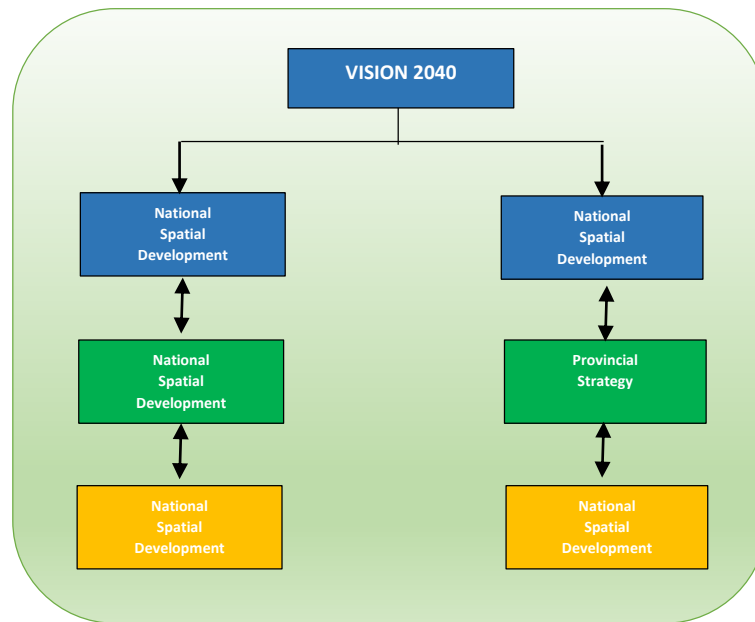 VISION 2040
National
Spatial
Development
National
Spatial
Development
National
Spatial
Development
Provincial
Strategy
National
Spatial
Development
National
Spatial
Development